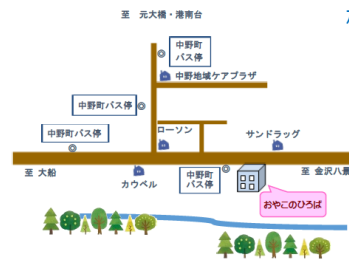 至　元大橋・港南台
中野町
バス停
中野地域ケアプラザ
中野町バス停
中野町バス停
ローソン
サンドラッグ
至 大船
カウベル
中野町
バス停
至 金沢八景
おやこのひろば